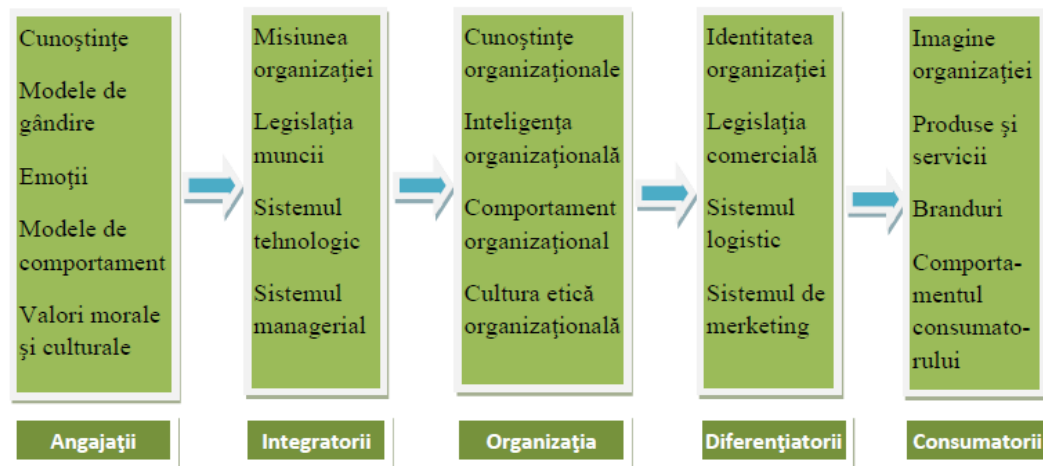 Cunoştinţe
Modele de
gândire
Emoţii
Modele de
comportament
Valori morale
şi culturale
Angajaţii
Misiunea
organizaţiei
Legislaţia
muncii
Sistemul
tehnologic
Sistemul
managerial
Integratorii
Cunoştinţe
organizaţionale
Inteligenţa
organizaţională
Comportament
organizaţional
Cultura etică
organizaţională
Organizaţia
Identitatea
organizaţiei
Legislaţia
comercială
Sistemul
logistic
Sistemul de
merketing
Diferenţiatorii
Imagine
organizaţiei
Produse şi
servicii
Branduri
Comporta-
mentul
consumato-
rului
Consumatorii